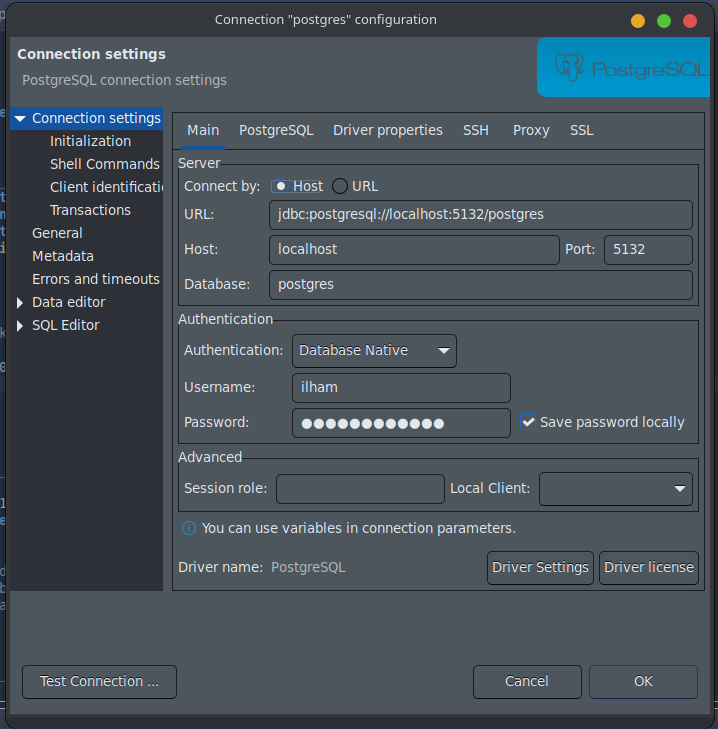 Connection "postgres" configuration
Connection settings
PostgreSQL connection settings
PostgreSQL
Connection settings
Initialization
Shell Commands
Client identificatio
Transactions
General
Metadata
Errors and timeouts
Data editor
SQL Editor
Main PostgreSQL Driver properties SSH Proxy SSL
Server
Connect by: Host URL
URL: jdbc:postgresql://localhost:5132/postgres
Host: localhost Port: 5132
Database: postgres
Authentication
Authentication: Database Native
Username: ilham
Password: ●●●●●●●●●●●● Save password locally
Advanced
Session role: Local Client:
You can use variables in connection parameters.
Driver name: PostgreSQL Driver Settings Driver license
Test Connection ... Cancel OK